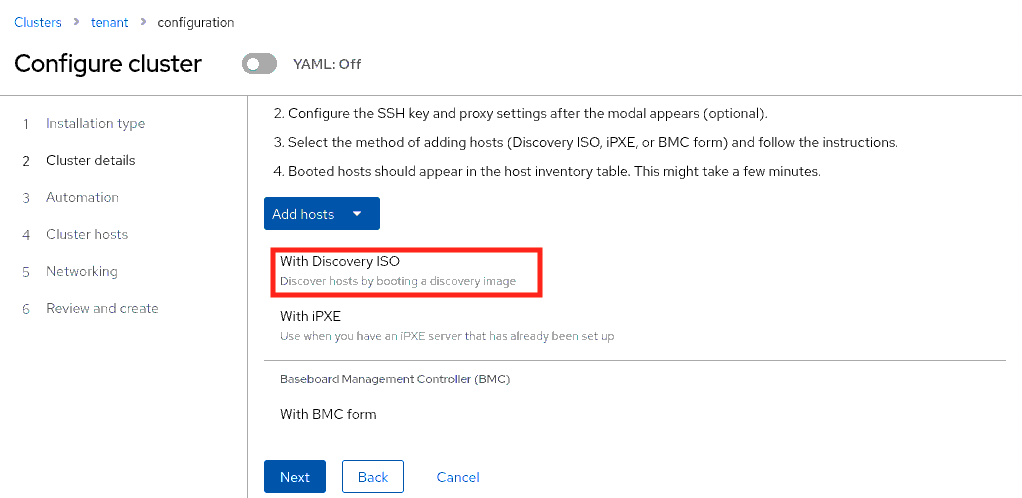 Clusters > tenant > configuration
Configure cluster YAML: Off
1 Installation type
2 Cluster details
3 Automation
4 Cluster hosts
5 Networking
6 Review and create
2. Configure the SSH key and proxy settings after the modal appears (optional).
3. Select the method of adding hosts (Discovery ISO, iPXE, or BMC form) and follow the instructions.
4. Booted hosts should appear in the host inventory table. This might take a few minutes.
Add hosts
With Discovery ISO
Discover hosts by booting a discovery image
With iPXE
Use when you have an iPXE server that has already been set up
Baseboard Management Controller (BMC)
With BMC form
Next Back Cancel